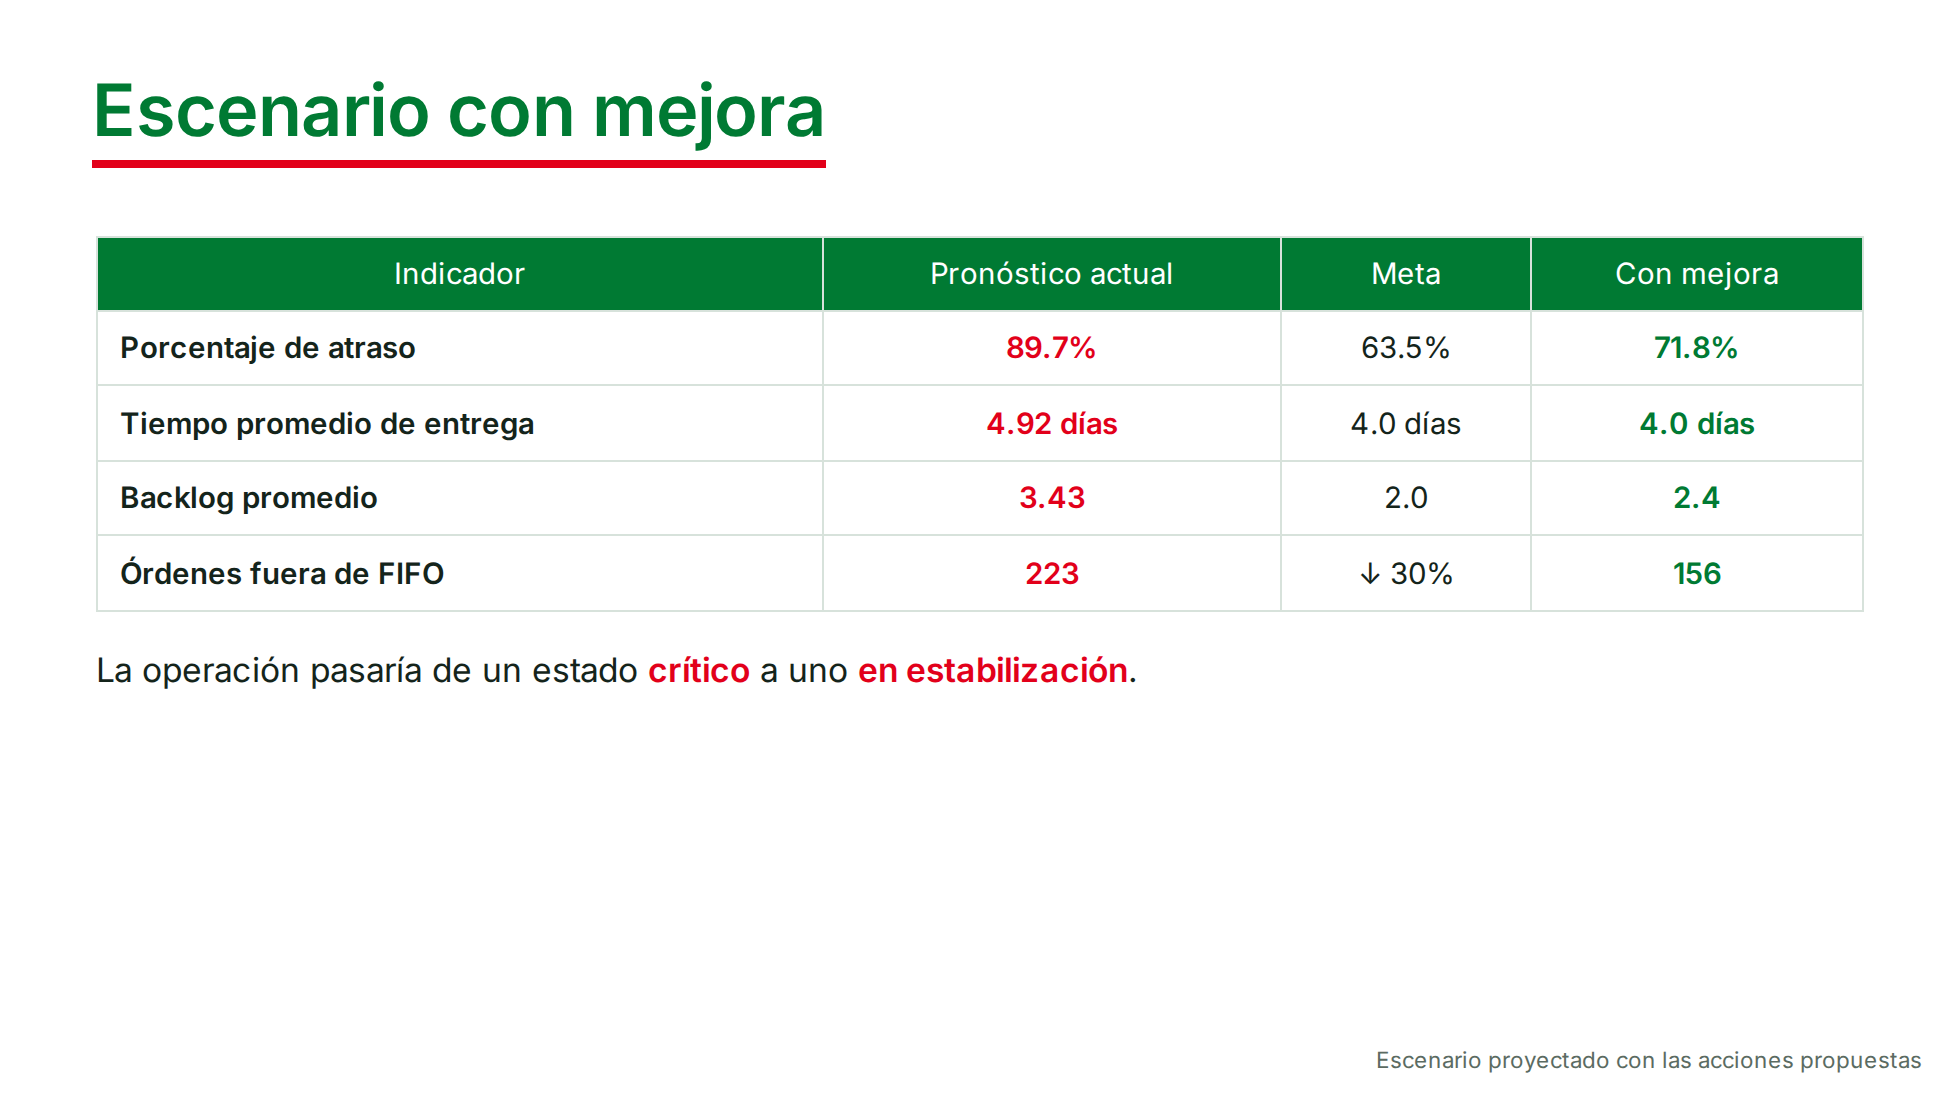 Escenario con mejora
Indicador Pronóstico actual Meta Con mejora
Porcentaje de atraso 89.7% 63.5% 71.8%
Tiempo promedio de entrega 4.92 días 4.0 días 4.0 días
Backlog promedio 3.43 2.0 2.4
Órdenes fuera de FIFO 223 ↓ 30% 156
La operación pasaría de un estado crítico a uno en estabilización.
Escenario proyectado con las acciones propuestas